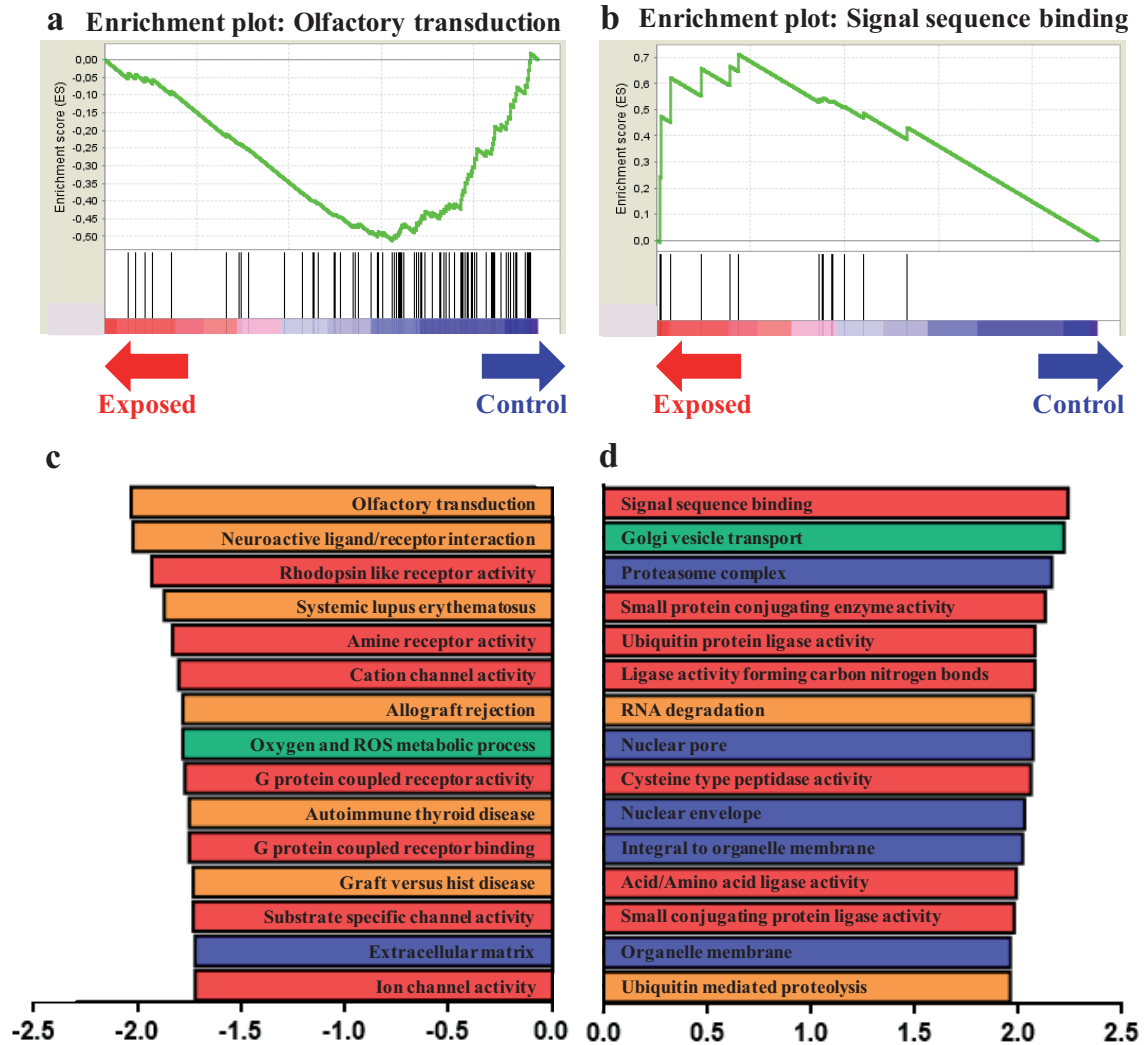 a Enrichment plot: Olfactory transduction
Enrichment score (ES)
0,00
-0,05
-0,10
-0,15
-0,20
-0,25
-0,30
-0,35
-0,40
-0,45
-0,50
Exposed
Control
b Enrichment plot: Signal sequence binding
Enrichment score (ES)
0,7
0,6
0,5
0,4
0,3
0,2
0,1
0,0
Exposed
Control
c
Olfactory transduction
Neuroactive ligand/receptor interaction
Rhodopsin like receptor activity
Systemic lupus erythematosus
Amine receptor activity
Cation channel activity
Allograft rejection
Oxygen and ROS metabolic process
G protein coupled receptor activity
Autoimmune thyroid disease
G protein coupled receptor binding
Graft versus hist disease
Substrate specific channel activity
Extracellular matrix
Ion channel activity
-2.5 -2.0 -1.5 -1.0 -0.5 0.0
d
Signal sequence binding
Golgi vesicle transport
Proteasome complex
Small protein conjugating enzyme activity
Ubiquitin protein ligase activity
Ligase activity forming carbon nitrogen bonds
RNA degradation
Nuclear pore
Cysteine type peptidase activity
Nuclear envelope
Integral to organelle membrane
Acid/Amino acid ligase activity
Small conjugating protein ligase activity
Organelle membrane
Ubiquitin mediated proteolysis
0.0 0.5 1.0 1.5 2.0 2.5